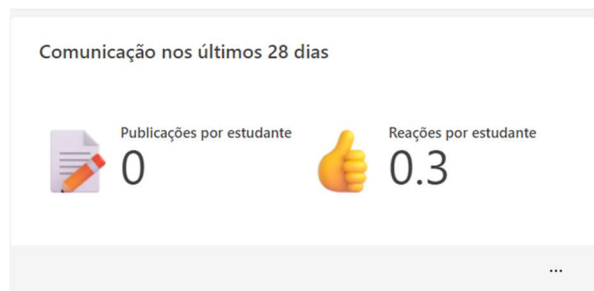 Comunicação nos últimos 28 dias
Publicações por estudante
0
Reações por estudante
0.3
...